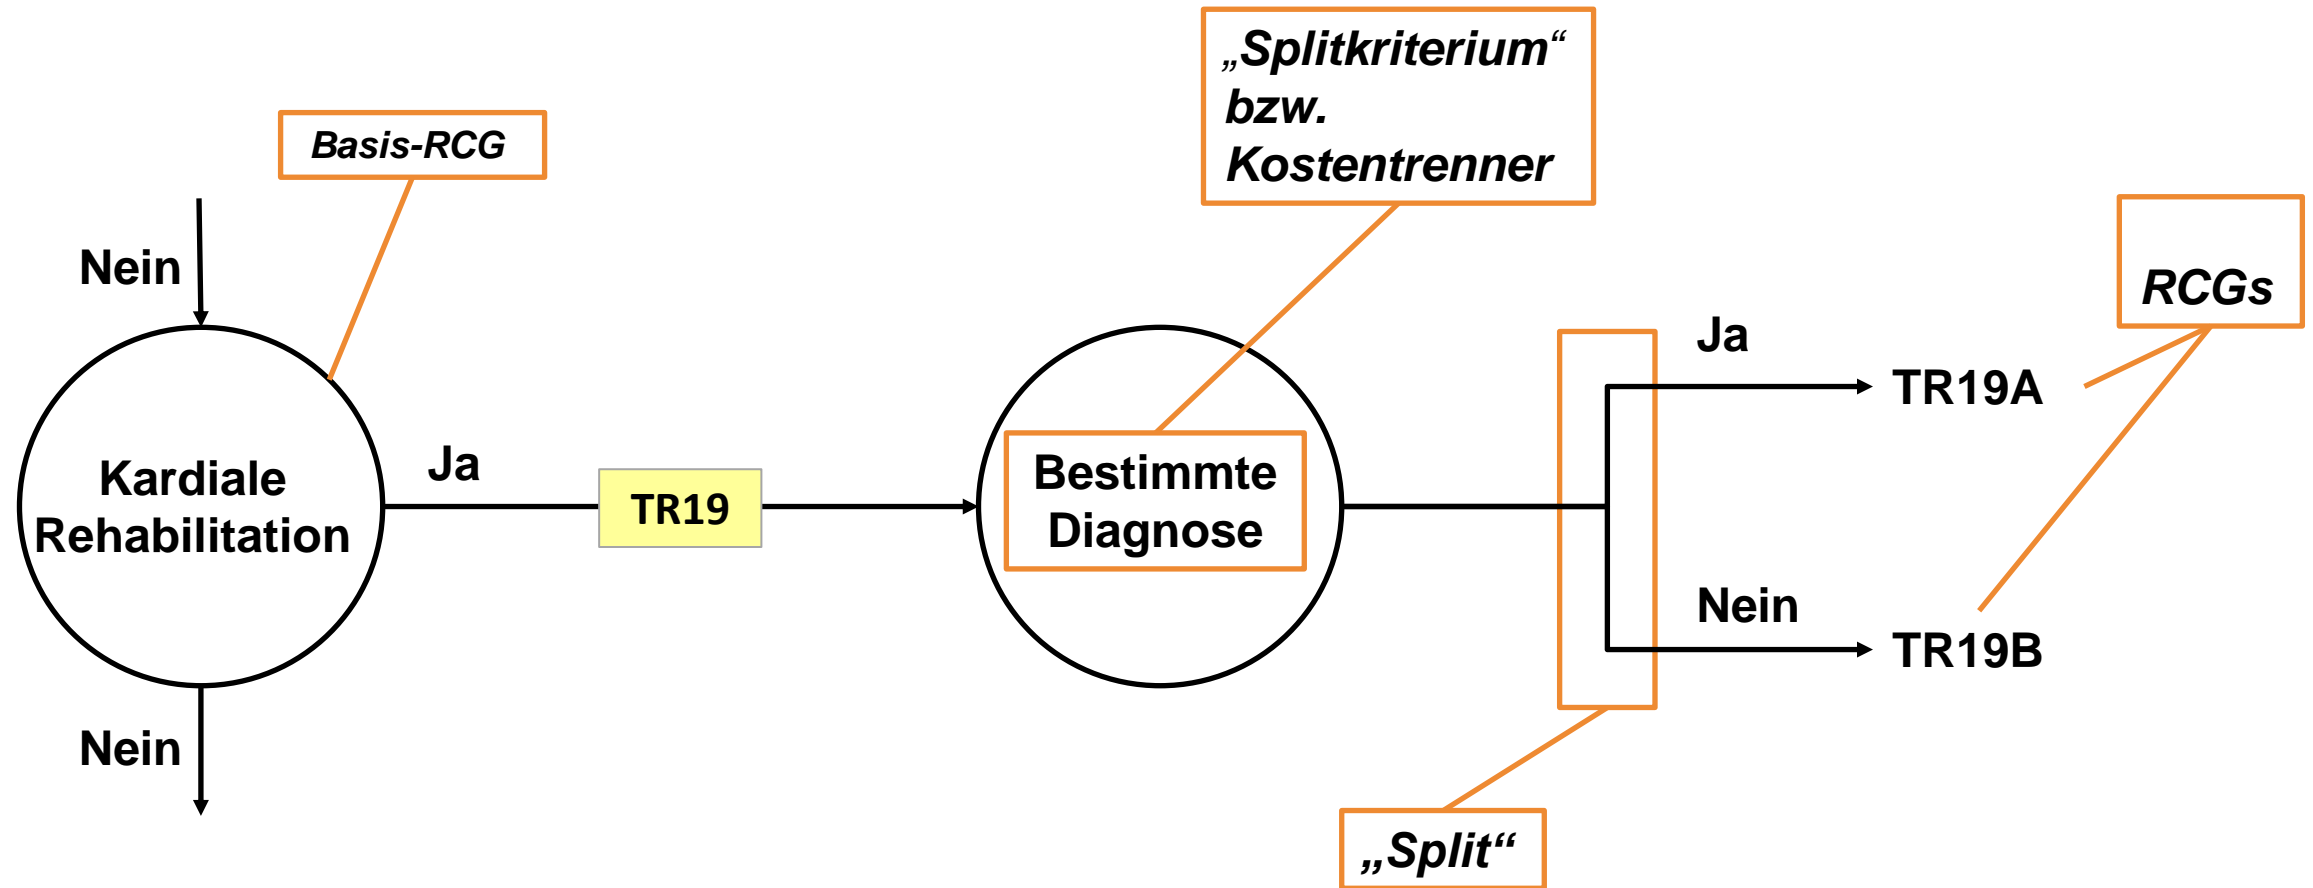 „Splitkriterium“
bzw.
Kostentrenner
Basis-RCG
Nein
RCGs
Ja
TR19A
Kardiale
Rehabilitation
Ja
TR19
Bestimmte
Diagnose
Nein
TR19B
Nein
„Split“